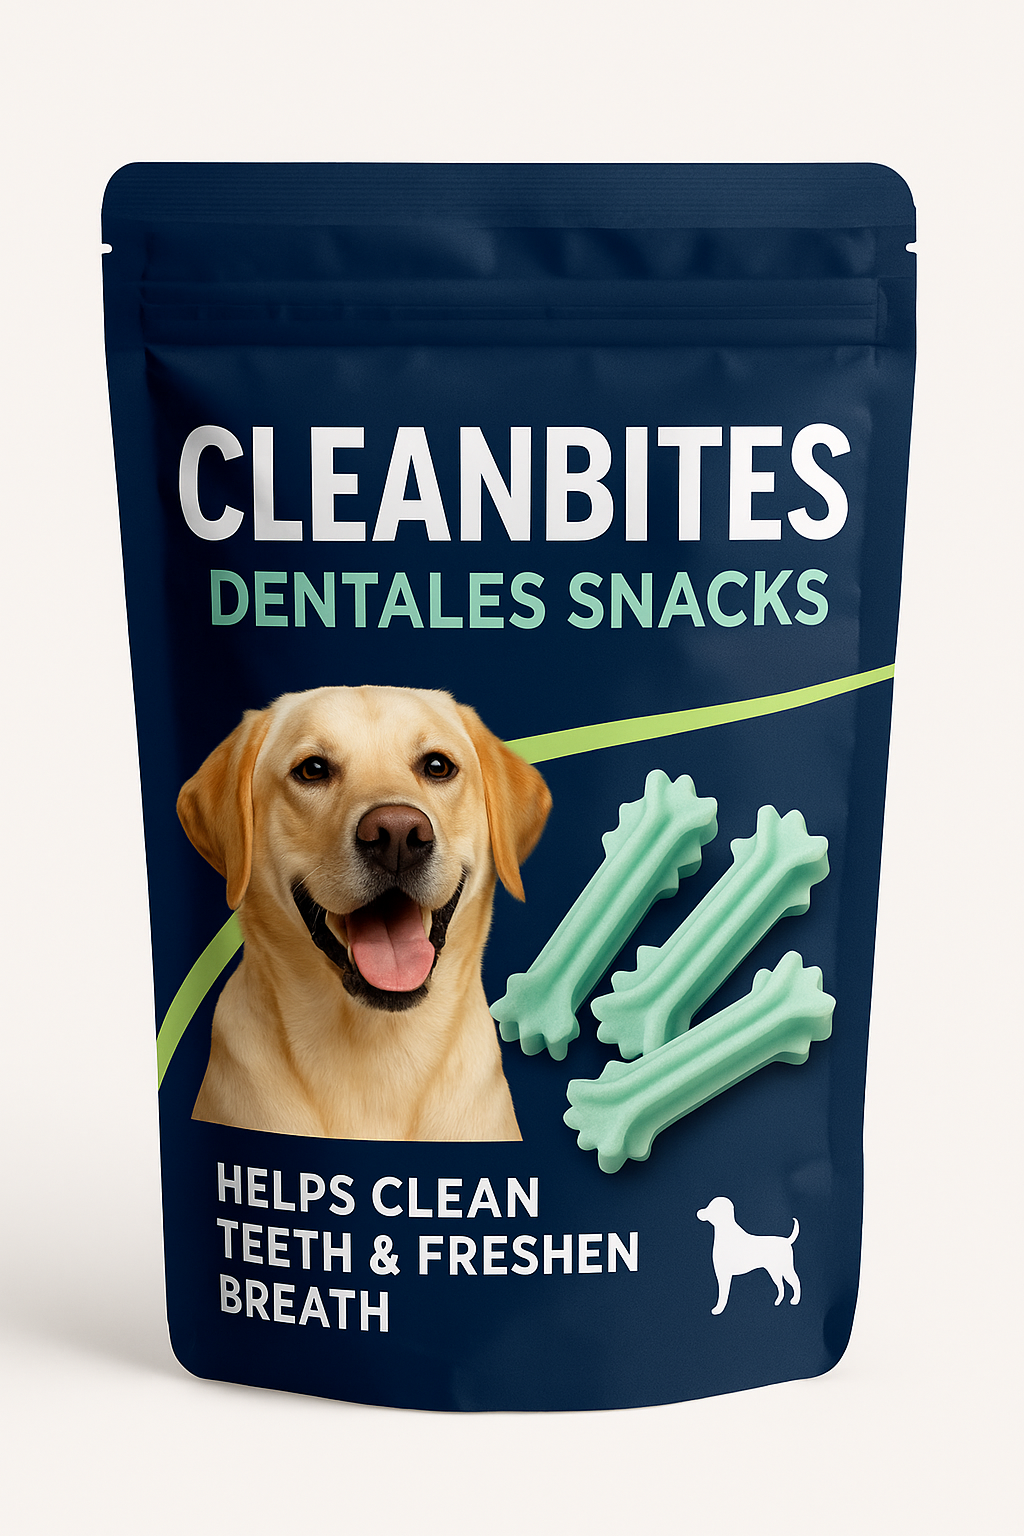 CLEANBITES
DENTALES SNACKS
HELPS CLEAN
TEETH & FRESHEN
BREATH